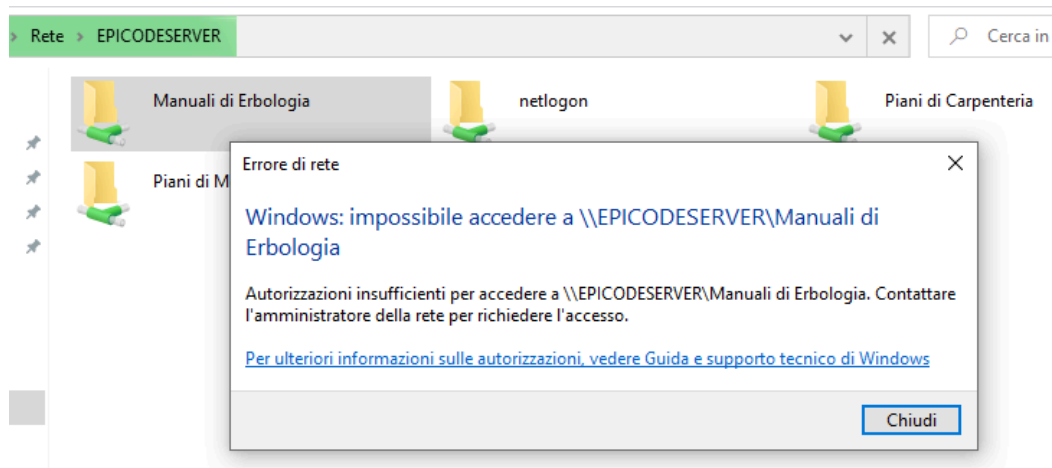 Rete > EPICODESERVER
Cerca in
Manuali di Erbologia
netlogon
Piani di Carpenteria
Piani di M
Errore di rete
Windows: impossibile accedere a \\EPICODESERVER\Manuali di
Erbologia
Autorizzazioni insufficienti per accedere a \\EPICODESERVER\Manuali di Erbologia. Contattare
l'amministratore della rete per richiedere l'accesso.
Per ulteriori informazioni sulle autorizzazioni, vedere Guida e supporto tecnico di Windows
Chiudi